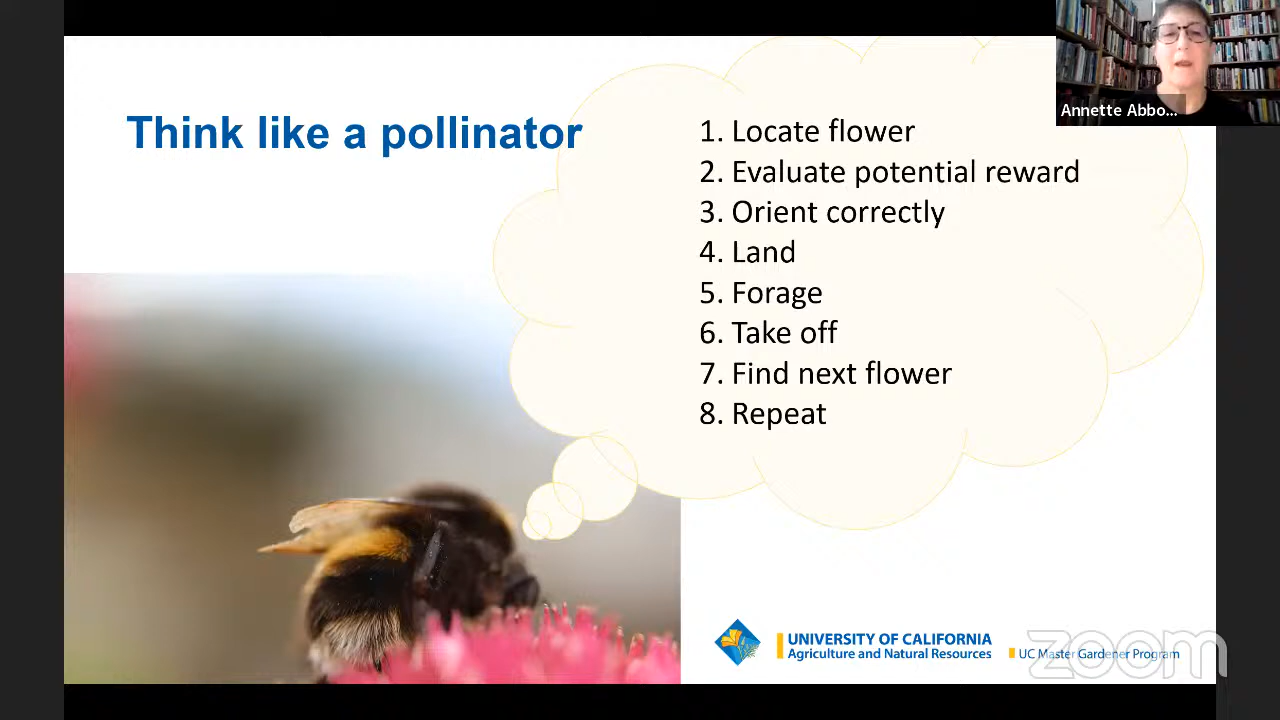 Annette Abbo...
Think like a pollinator
1. Locate flower
2. Evaluate potential reward
3. Orient correctly
4. Land
5. Forage
6. Take off
7. Find next flower
8. Repeat
UNIVERSITY OF CALIFORNIA
Agriculture and Natural Resources
UC Master Gardener Program
zoom